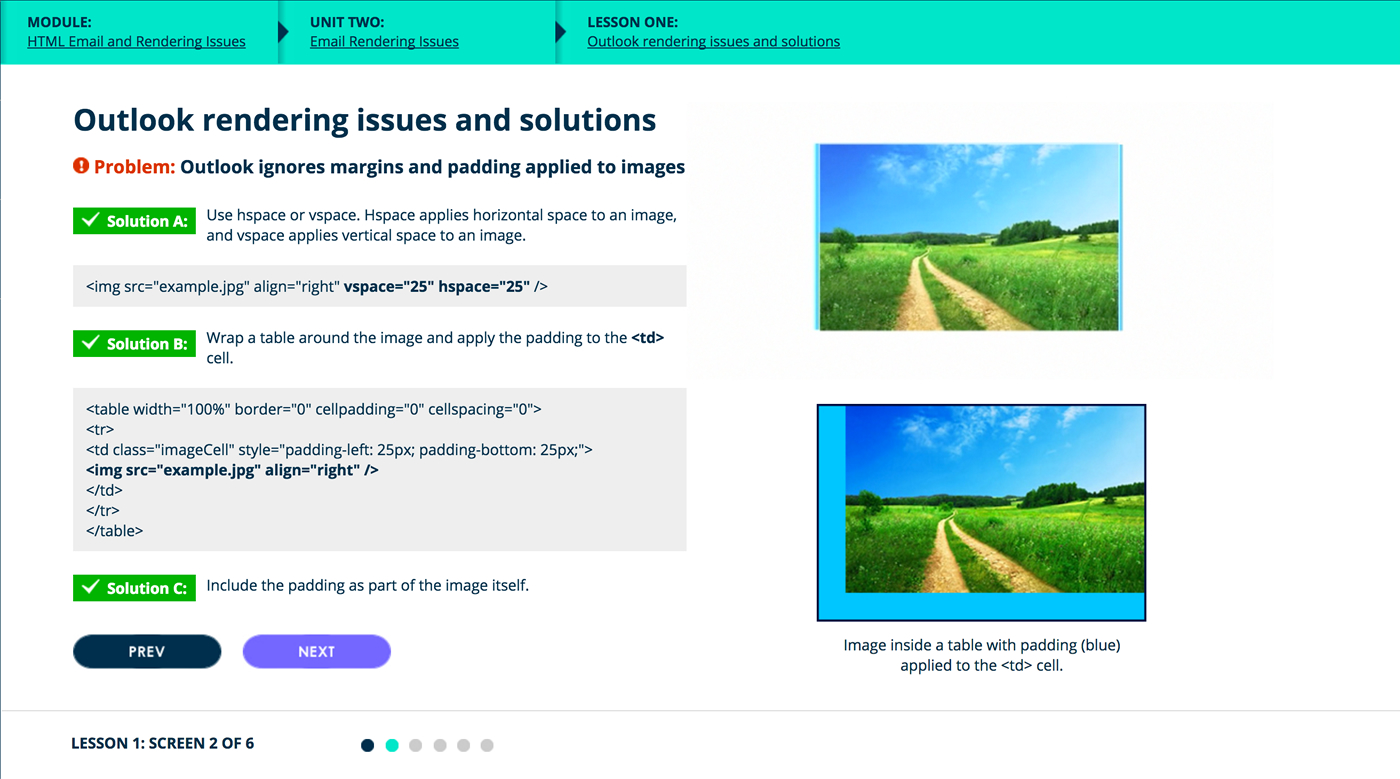 MODULE:
HTML Email and Rendering Issues
UNIT TWO:
Email Rendering Issues
LESSON ONE:
Outlook rendering issues and solutions
Outlook rendering issues and solutions
! Problem: Outlook ignores margins and padding applied to images
Solution A:
Use hspace or vspace. Hspace applies horizontal space to an image,
and vspace applies vertical space to an image.
<img src="example.jpg" align="right" vspace="25" hspace="25" />
Solution B:
Wrap a table around the image and apply the padding to the <td>
cell.
<table width="100%" border="0" cellpadding="0" cellspacing="0">
<tr>
<td class="imageCell" style="padding-left: 25px; padding-bottom: 25px;">
<img src="example.jpg" align="right" />
</td>
</tr>
</table>
Solution C:
Include the padding as part of the image itself.
PREV
NEXT
Image inside a table with padding (blue)
applied to the <td> cell.
LESSON 1: SCREEN 2 OF 6